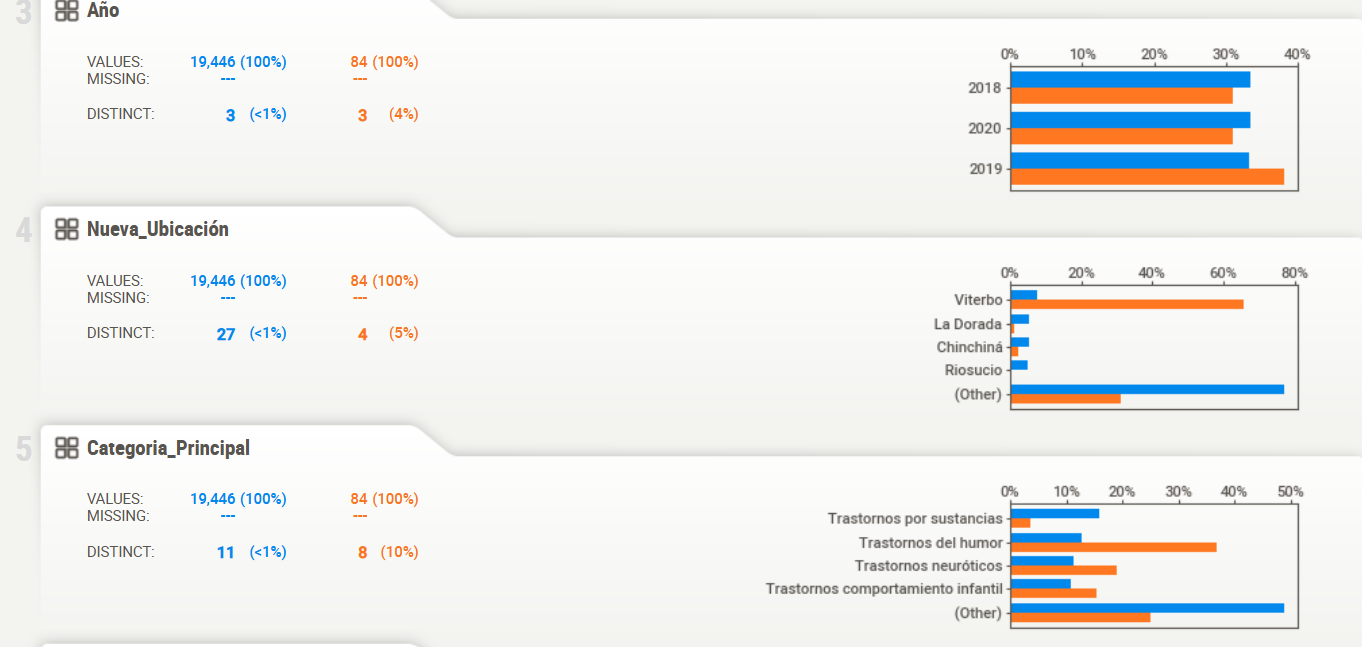 3
Año
VALUES: 19,446 (100%) 84 (100%)
MISSING: --- ---
DISTINCT: 3 (<1%) 3 (4%)
0% 10% 20% 30% 40%
2018
2020
2019
4
Nueva_Ubicación
VALUES: 19,446 (100%) 84 (100%)
MISSING: --- ---
DISTINCT: 27 (<1%) 4 (5%)
0% 20% 40% 60% 80%
Viterbo
La Dorada
Chinchiná
Riosucio
(Other)
5
Categoria_Principal
VALUES: 19,446 (100%) 84 (100%)
MISSING: --- ---
DISTINCT: 11 (<1%) 8 (10%)
0% 10% 20% 30% 40% 50%
Trastornos por sustancias
Trastornos del humor
Trastornos neuróticos
Trastornos comportamiento infantil
(Other)